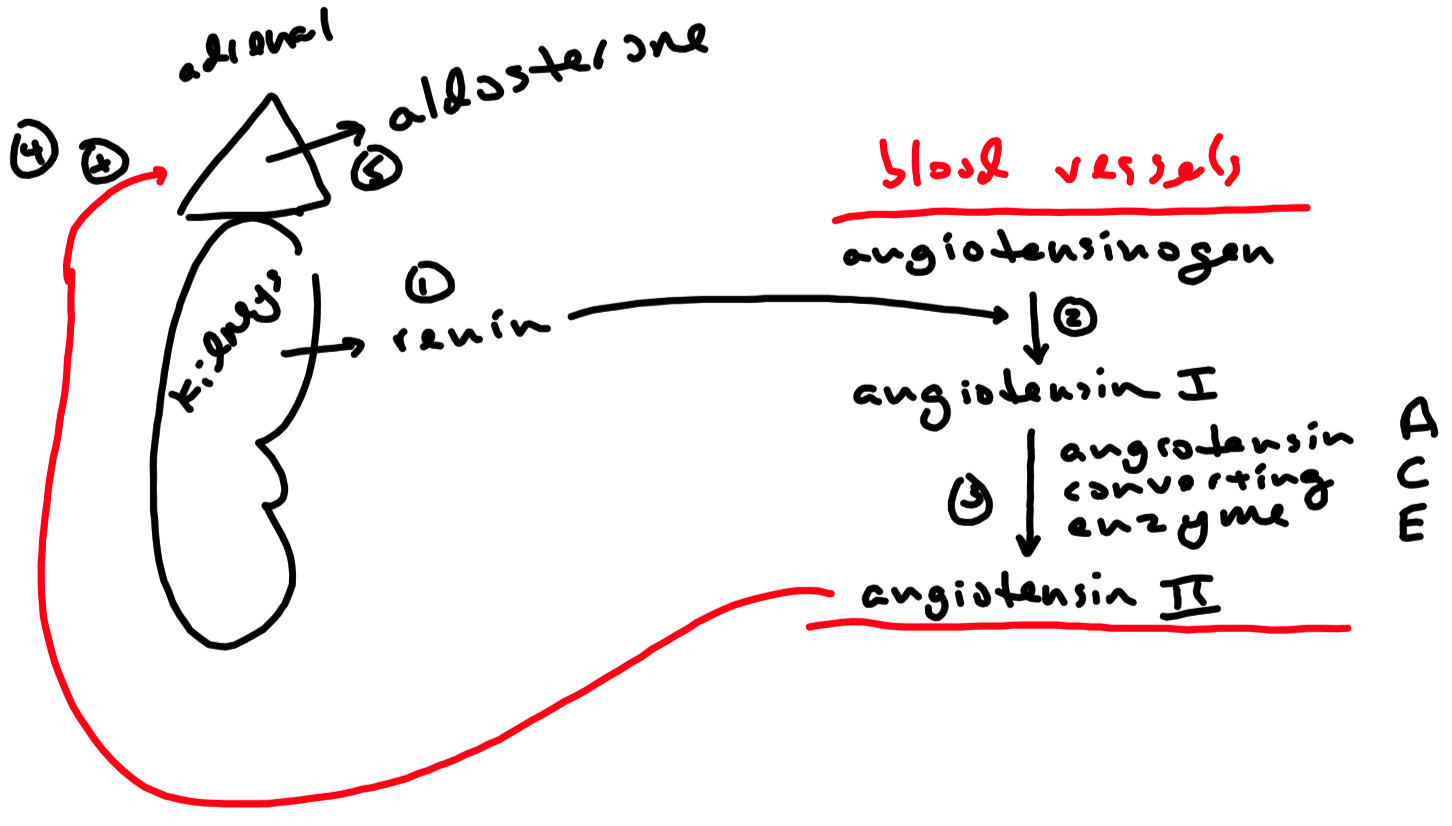 adrenal
aldosterone
④ ⊕
⑤
blood vessels
angiotensinogen
kidneys
①
renin
②
angiotensin I
③
angiotensin
converting
enzyme
A
C
E
angiotensin II